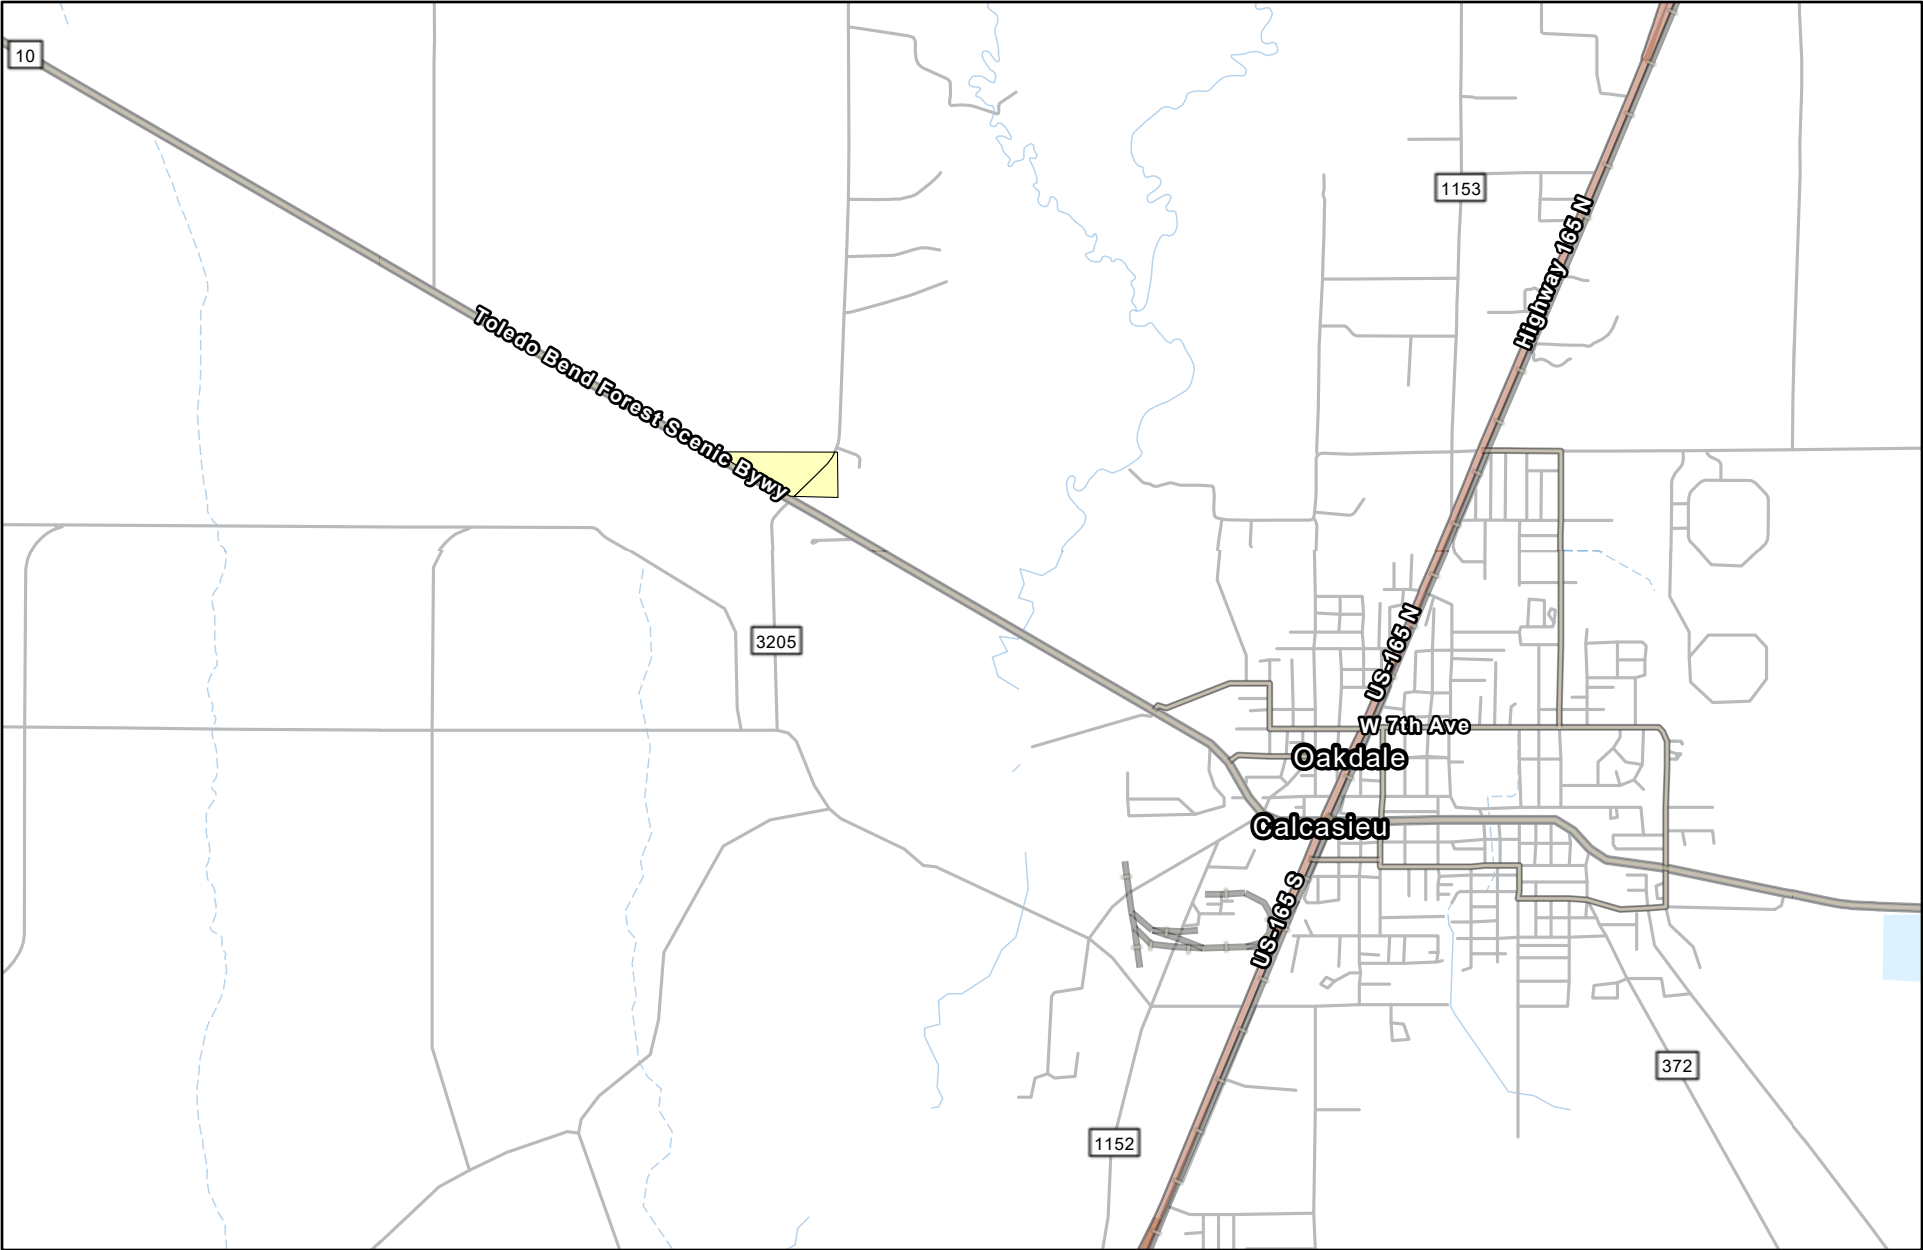 10
1153
Highway 165 N
Toledo Bend Forest Scenic Bywy
3205
US-165 N
W 7th Ave
Oakdale
Calcasieu
US-165 S
372
1152